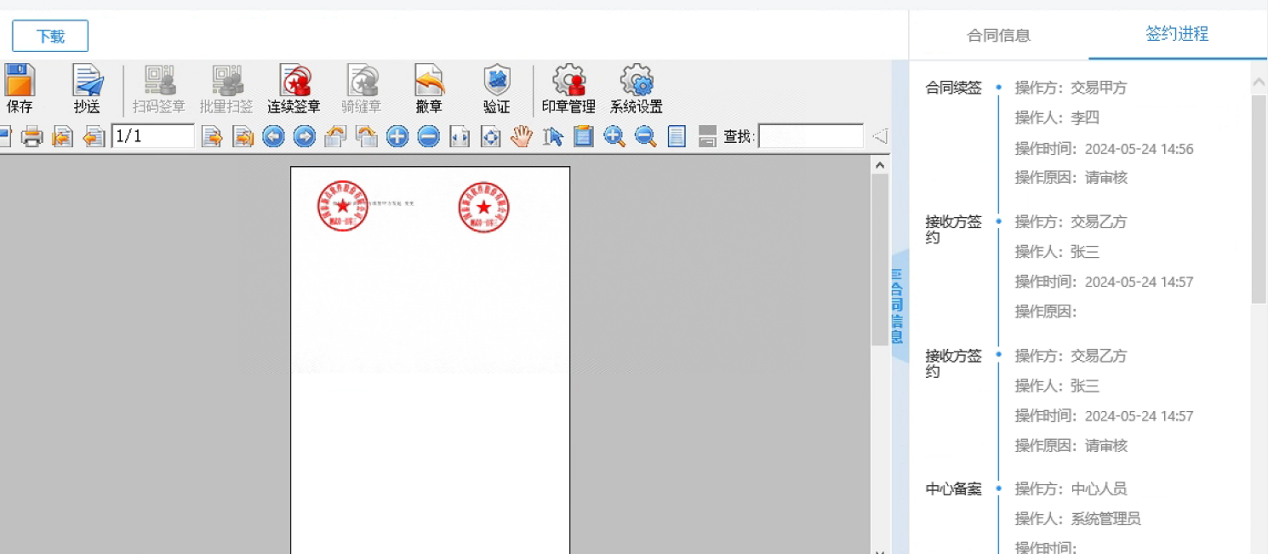 下载
合同信息
签约进程
保存
抄送
扫码签章
批量扫签
连续签章
骑缝章
撤章
验证
印章管理
系统设置
1/1
查找:
合同信息
合同续签
操作方：交易甲方
操作人：李四
操作时间：2024-05-24 14:56
操作原因：请审核
接收方签
约
操作方：交易乙方
操作人：张三
操作时间：2024-05-24 14:57
操作原因：
接收方签
约
操作方：交易乙方
操作人：张三
操作时间：2024-05-24 14:57
操作原因：请审核
中心备案
操作方：中心人员
操作人：系统管理员
操作时间：